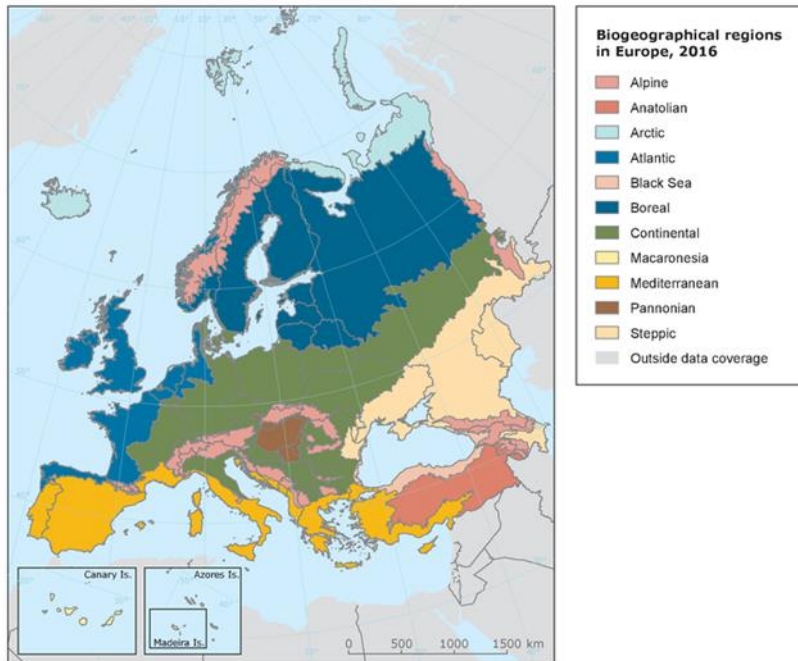 Biogeographical regions
in Europe, 2016
Alpine
Anatolian
Arctic
Atlantic
Black Sea
Boreal
Continental
Macaronesia
Mediterranean
Pannonian
Steppic
Outside data coverage
Canary Is.
Azores Is.
Madeira Is.
0 500 1000 1500 km